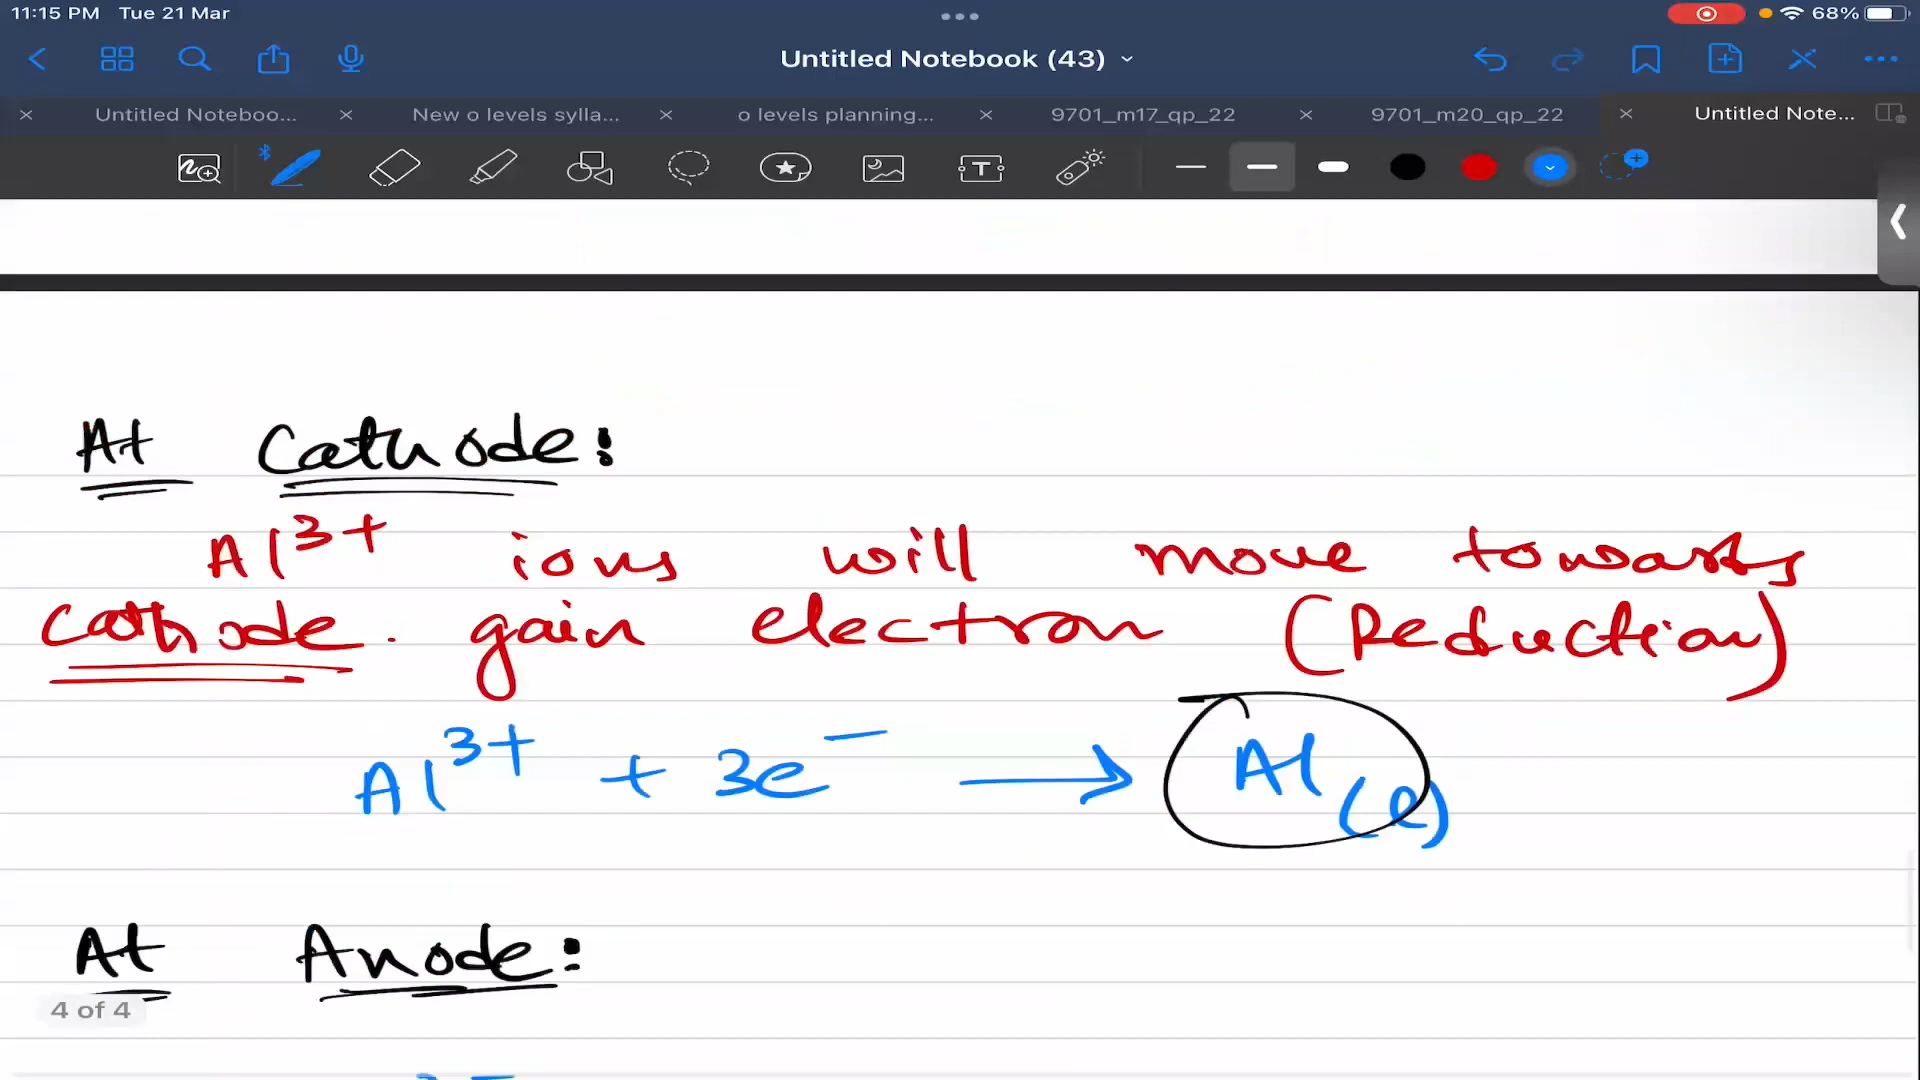 11:15 PM Tue 21 Mar
68%
Untitled Notebook (43)
Untitled Noteboo... New o levels sylla... o levels planning... 9701_m17_qp_22 9701_m20_qp_22 Untitled Note...
At Cathode:
Al³⁺ ions will move towards
cathode. gain electron (Reduction)
Al³⁺ + 3e⁻ → Al(l)
At Anode:
4 of 4